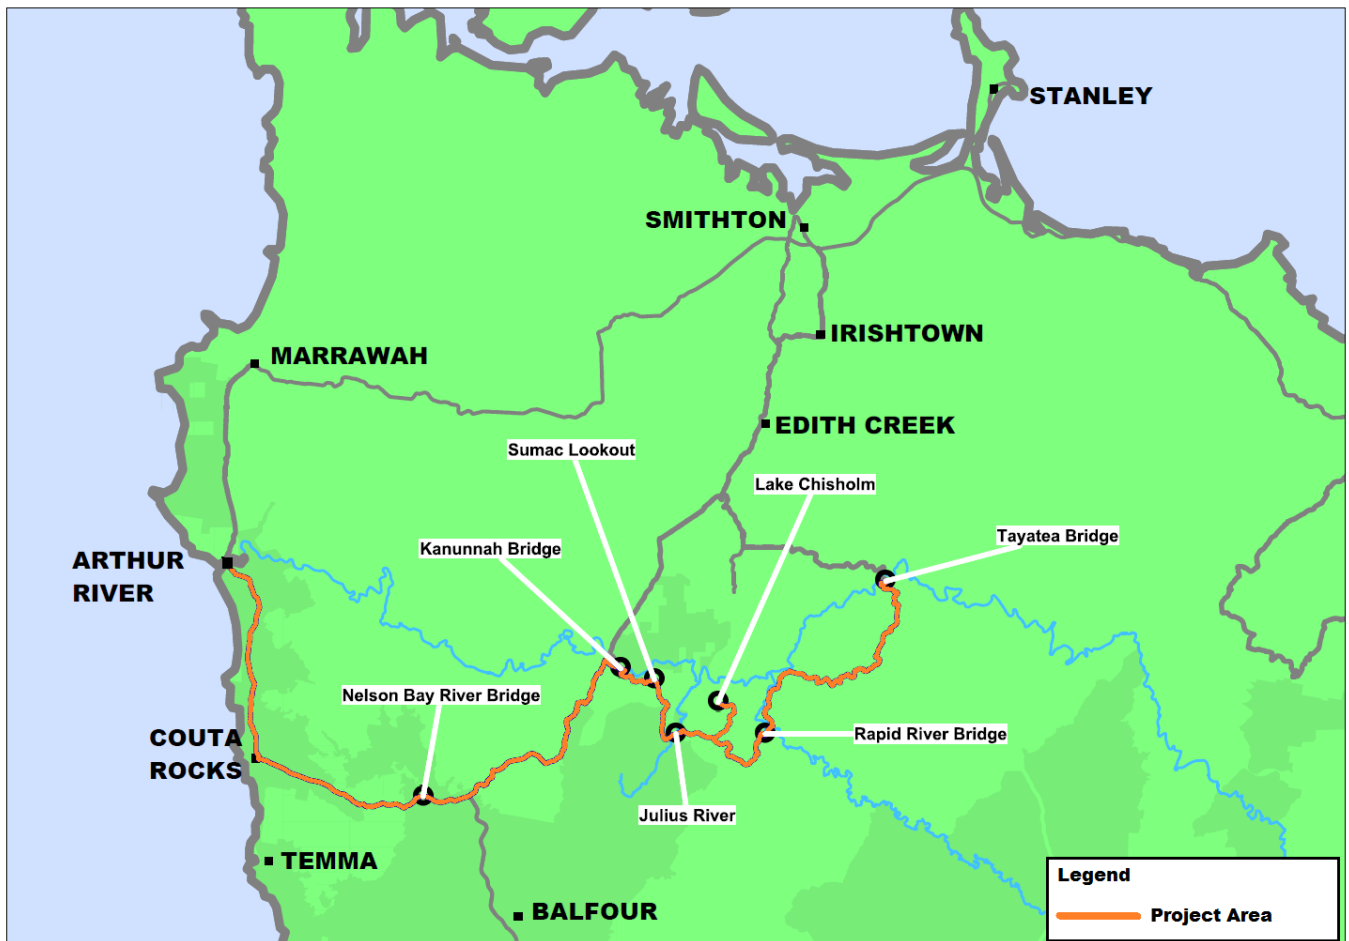 STANLEY
SMITHTON
IRISHTOWN
MARRAWAH
EDITH CREEK
Sumac Lookout
Lake Chisholm
Tayatea Bridge
Kanunnah Bridge
ARTHUR
RIVER
Nelson Bay River Bridge
Rapid River Bridge
COUTA
ROCKS
Julius River
TEMMA
BALFOUR
Legend
Project Area